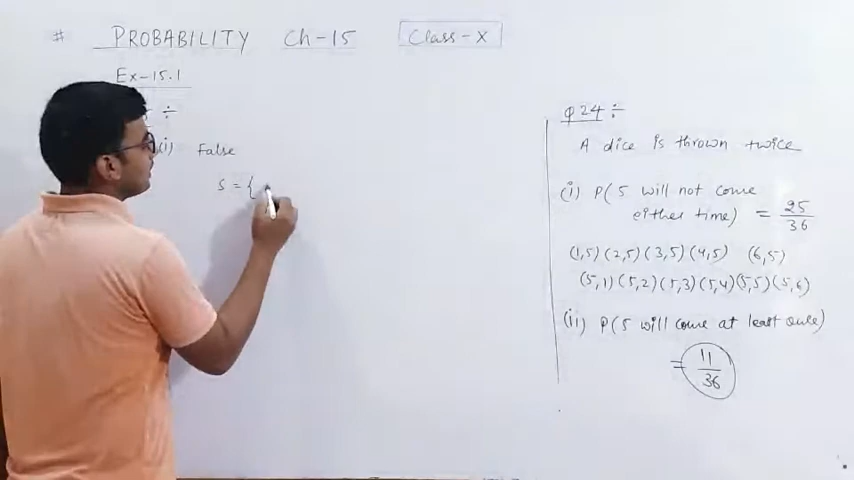 # PROBABILITY Ch-15 Class-X
Ex-15.1
÷
(i) False
S = {
Q24 ÷
A dice is thrown twice
(i) P(5 will not come
either time) = 25/36
(1,5) (2,5) (3,5) (4,5) (6,5)
(5,1) (5,2) (5,3) (5,4) (5,5) (5,6)
(ii) P(5 will come at least once)
= 11/36